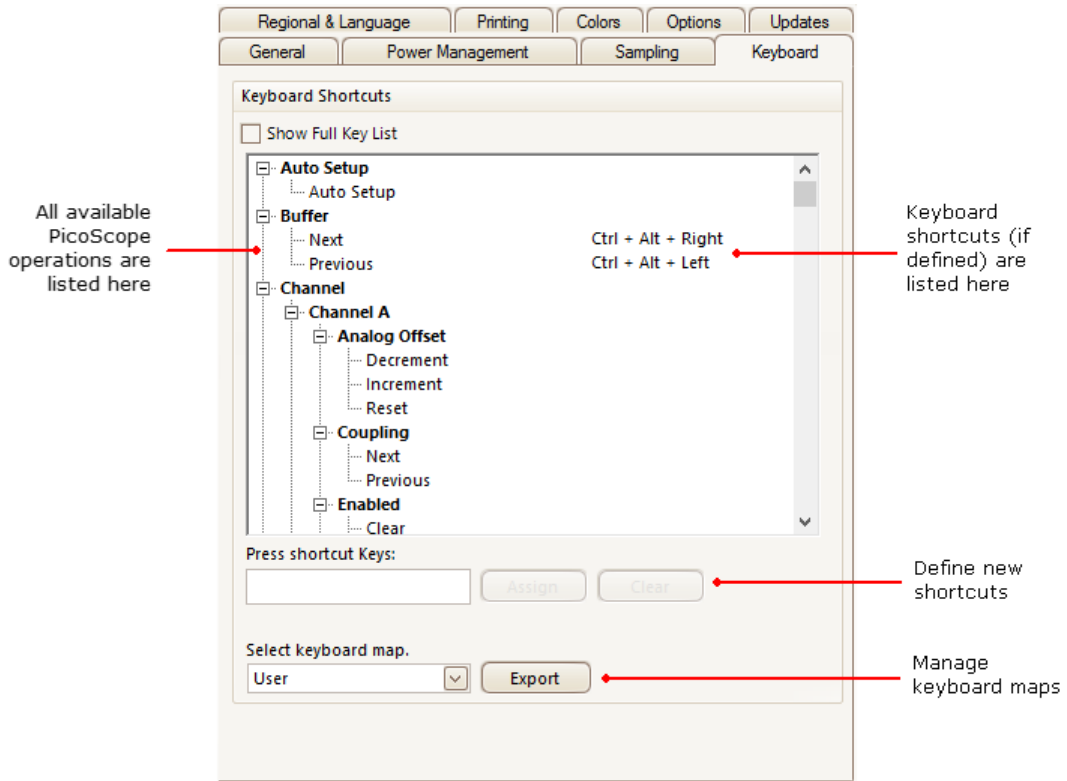 Regional & Language Printing Colors Options Updates
General Power Management Sampling Keyboard
Keyboard Shortcuts
Show Full Key List
Auto Setup
Auto Setup
Buffer
Next Ctrl + Alt + Right
Previous Ctrl + Alt + Left
Channel
Channel A
Analog Offset
Decrement
Increment
Reset
Coupling
Next
Previous
Enabled
Clear
Press shortcut Keys:
Assign Clear
Select keyboard map.
User Export
All available
PicoScope
operations are
listed here
Keyboard
shortcuts (if
defined) are
listed here
Define new
shortcuts
Manage
keyboard maps